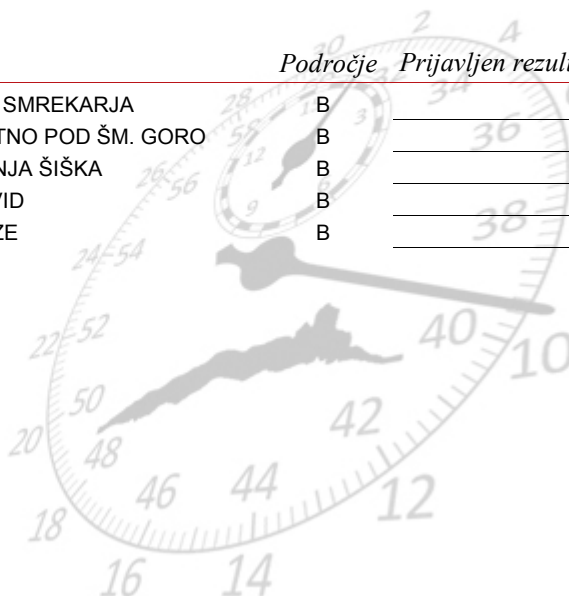 Področje Prijavljen rezul
SMREKARJA B
TNO POD ŠM. GORO B
NJA ŠIŠKA B
VID B
ZE B